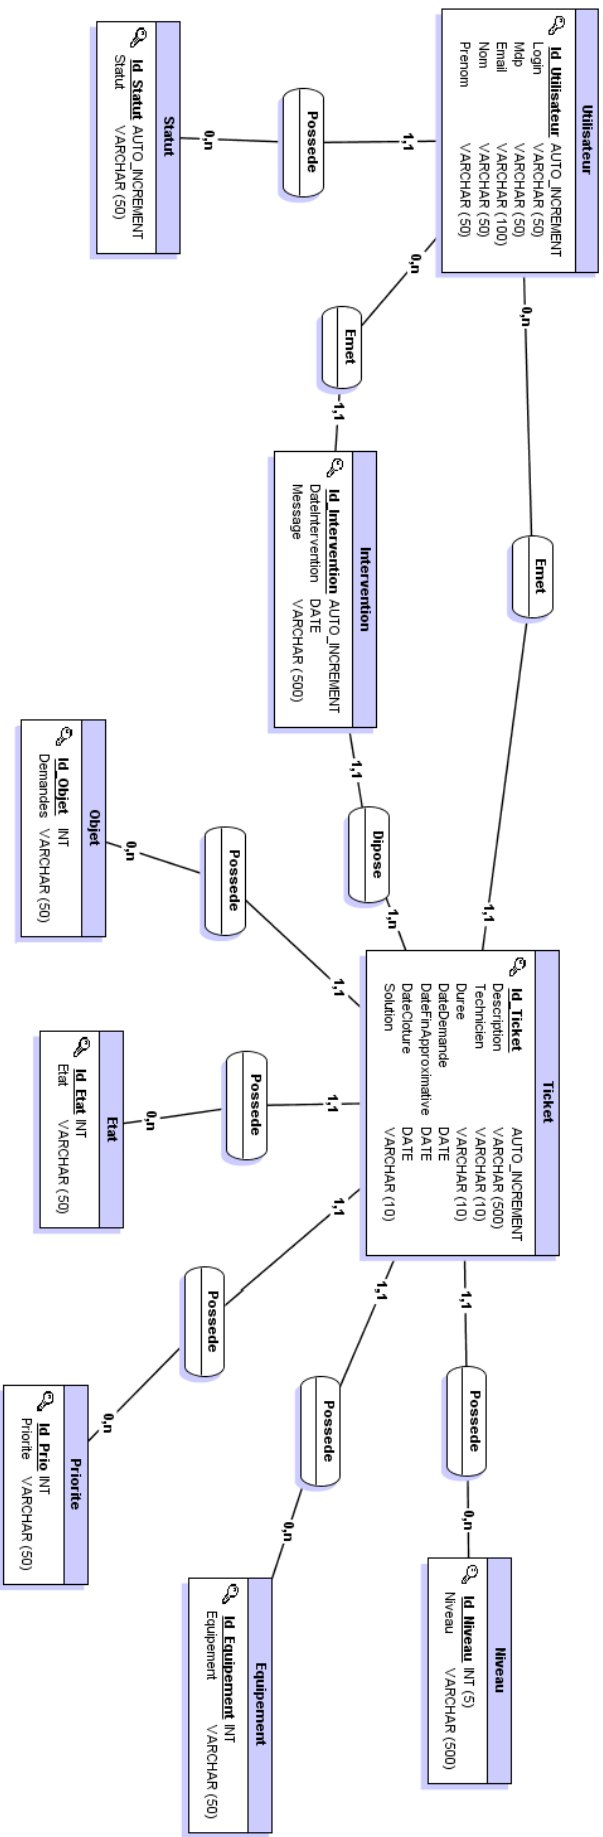 Utilisateur
Id_Utilisateur AUTO_INCREMENT
Login VARCHAR (50)
Mdp VARCHAR (50)
Email VARCHAR (100)
Nom VARCHAR (50)
Prenom VARCHAR (50)
1,1
Possede
0,n
Statut
Id_Statut AUTO_INCREMENT
Statut VARCHAR (50)
0,n
Emet
1,1
0,n
Emet
1,1
Intervention
Id_Intervention AUTO_INCREMENT
DateIntervention DATE
Message VARCHAR (500)
1,1
Dipose
1,n
Ticket
Id_Ticket AUTO_INCREMENT
Description VARCHAR (500)
Technicien VARCHAR (10)
Duree VARCHAR (10)
DateDemande DATE
DateFinApproximative DATE
DateCloture DATE
Solution VARCHAR (10)
1,1
Possede
0,n
Objet
Id_Objet INT
Demandes VARCHAR (50)
1,1
Possede
0,n
Etat
Id_Etat INT
Etat VARCHAR (50)
1,1
Possede
0,n
Priorite
Id_Prio INT
Priorite VARCHAR (50)
1,1
Possede
0,n
Equipement
Id_Equipement INT
Equipement VARCHAR (50)
1,1
Possede
0,n
Niveau
Id_Niveau INT (5)
Niveau VARCHAR (500)